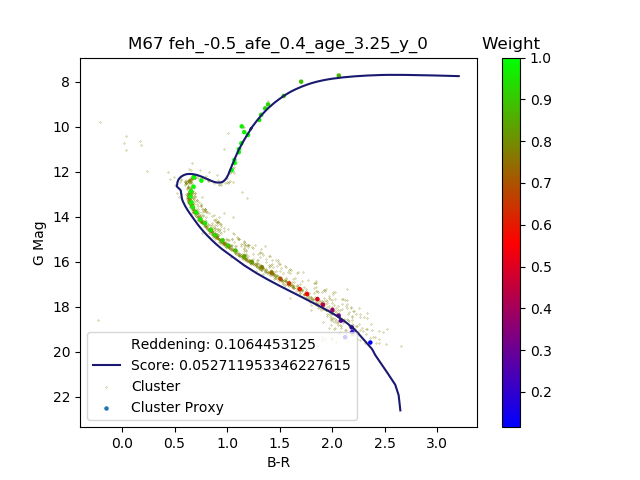 M67 feh_-0.5_afe_0.4_age_3.25_y_0
Weight
8
10
12
14
16
18
20
22
G Mag
0.0 0.5 1.0 1.5 2.0 2.5 3.0
B-R
Reddening: 0.1064453125
Score: 0.052711953346227615
Cluster
Cluster Proxy
1.0
0.9
0.8
0.7
0.6
0.5
0.4
0.3
0.2